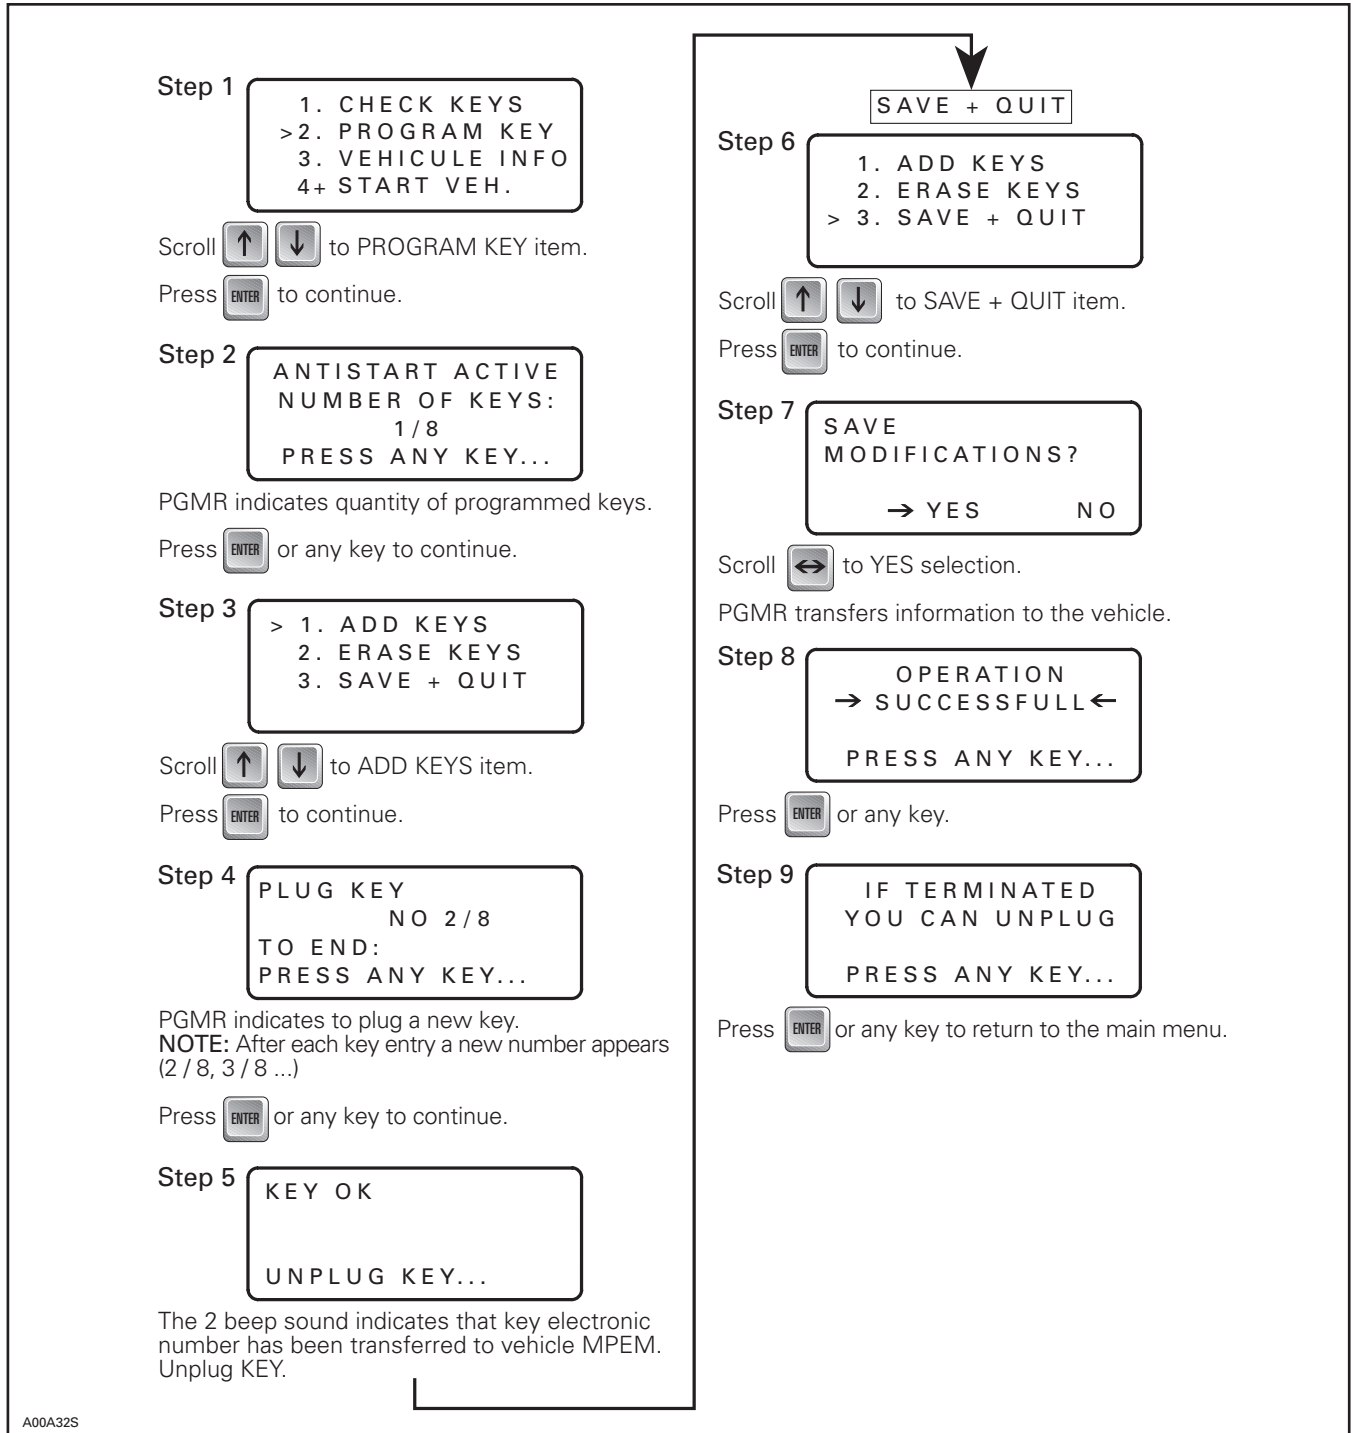 Step 1
1. CHECK KEYS
>2. PROGRAM KEY
3. VEHICULE INFO
4+ START VEH.
Scroll ↑ ↓ to PROGRAM KEY item.
Press ENTER to continue.
Step 2
ANTISTART ACTIVE
NUMBER OF KEYS:
1/8
PRESS ANY KEY...
PGMR indicates quantity of programmed keys.
Press ENTER or any key to continue.
Step 3
> 1. ADD KEYS
2. ERASE KEYS
3. SAVE + QUIT
Scroll ↑ ↓ to ADD KEYS item.
Press ENTER to continue.
Step 4
PLUG KEY
NO 2/8
TO END:
PRESS ANY KEY...
PGMR indicates to plug a new key.
NOTE: After each key entry a new number appears
(2 / 8, 3 / 8 ...)
Press ENTER or any key to continue.
Step 5
KEY OK
UNPLUG KEY...
The 2 beep sound indicates that key electronic
number has been transferred to vehicle MPEM.
Unplug KEY.
SAVE + QUIT
Step 6
1. ADD KEYS
2. ERASE KEYS
> 3. SAVE + QUIT
Scroll ↑ ↓ to SAVE + QUIT item.
Press ENTER to continue.
Step 7
SAVE
MODIFICATIONS?
→ YES NO
Scroll ↔ to YES selection.
PGMR transfers information to the vehicle.
Step 8
OPERATION
→ SUCCESSFULL ←
PRESS ANY KEY...
Press ENTER or any key.
Step 9
IF TERMINATED
YOU CAN UNPLUG
PRESS ANY KEY...
Press ENTER or any key to return to the main menu.
A00A32S